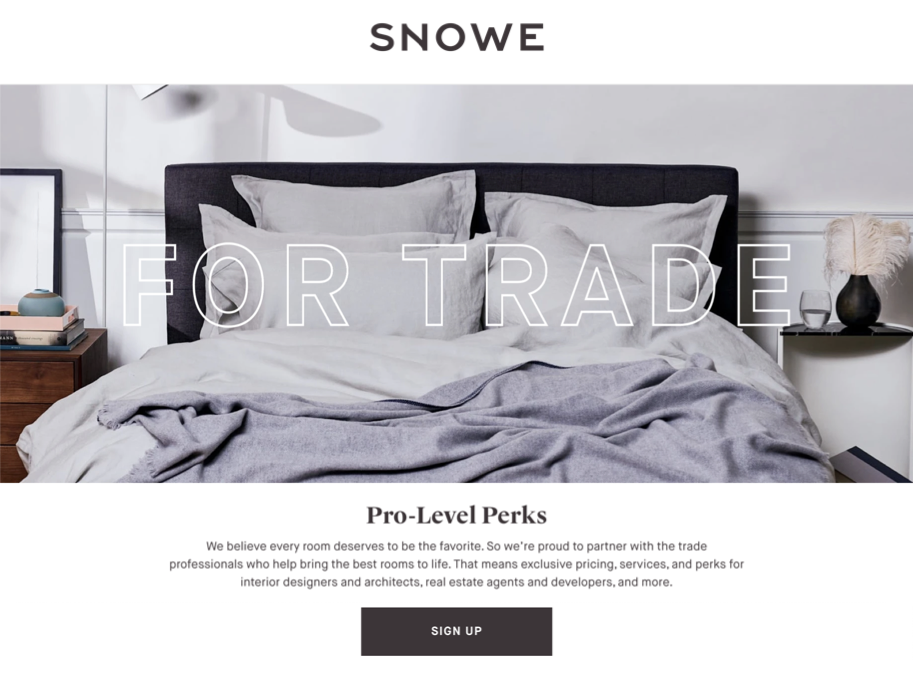 SNOWE
FOR TRADE
Pro-Level Perks
We believe every room deserves to be the favorite. So we're proud to partner with the trade
professionals who help bring the best rooms to life. That means exclusive pricing, services, and perks for
interior designers and architects, real estate agents and developers, and more.
SIGN UP